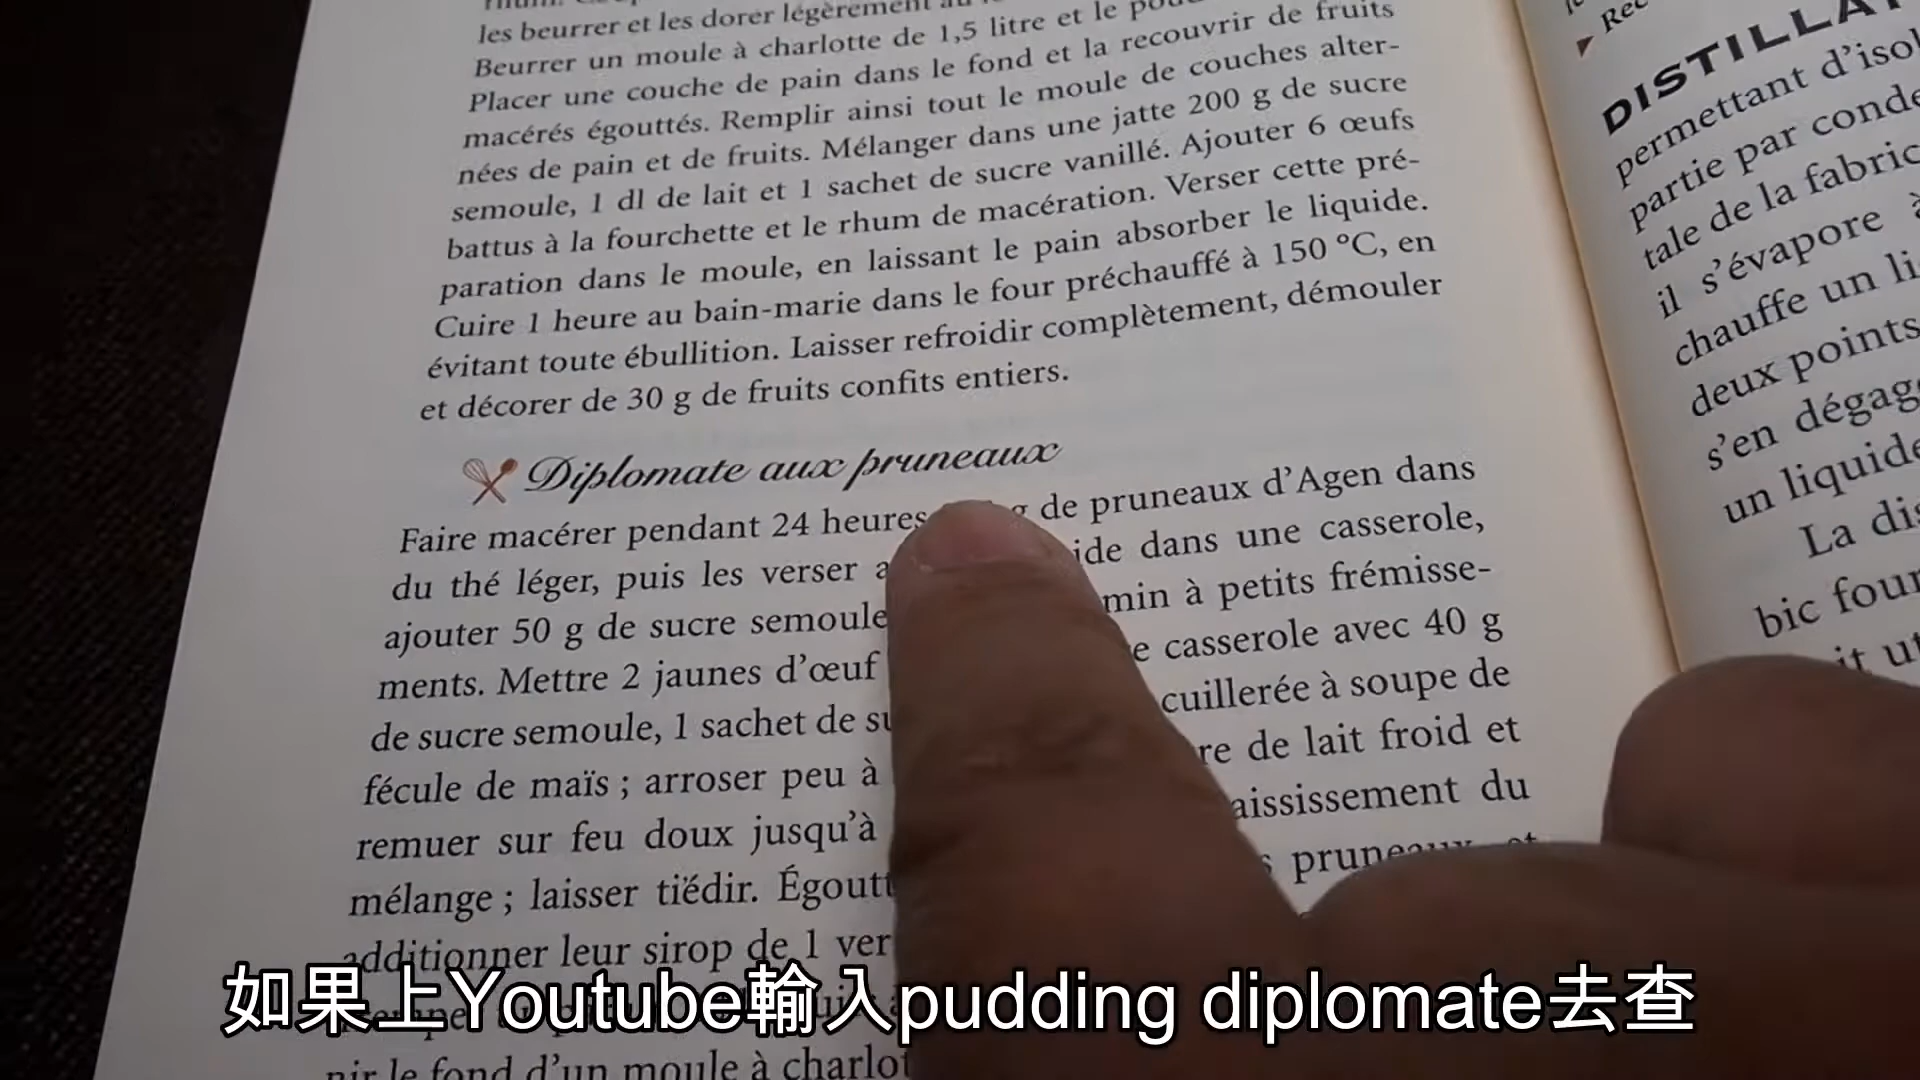 les beurrer et les dorer légèrement au
Beurrer un moule à charlotte de 1,5 litre et le
Placer une couche de pain dans le fond et la recouvrir de fruits
macérés égouttés. Remplir ainsi tout le moule de couches alter-
nées de pain et de fruits. Mélanger dans une jatte 200 g de sucre
semoule, 1 dl de lait et 1 sachet de sucre vanillé. Ajouter 6 œufs
battus à la fourchette et le rhum de macération. Verser cette pré-
paration dans le moule, en laissant le pain absorber le liquide.
Cuire 1 heure au bain-marie dans le four préchauffé à 150 °C, en
évitant toute ébullition. Laisser refroidir complètement, démouler
et décorer de 30 g de fruits confits entiers.
Diplomate aux pruneaux
Faire macérer pendant 24 heures g de pruneaux d'Agen dans
du thé léger, puis les verser a ide dans une casserole,
ajouter 50 g de sucre semoule min à petits frémisse-
ments. Mettre 2 jaunes d'œuf e casserole avec 40 g
de sucre semoule, 1 sachet de su cuillerée à soupe de
fécule de maïs ; arroser peu à re de lait froid et
remuer sur feu doux jusqu'à aississement du
mélange ; laisser tiédir. Égoutt pruneaux et
additionner leur sirop de 1 ver
nir le fond d'un moule à charlot
Rec
DISTILLAT
permettant d'isol
partie par conde
tale de la fabric
il s'évapore à
chauffe un li
deux points
s'en dégag
un liquide
La dis
bic four
it ut
如果上Youtube輸入pudding diplomate去查